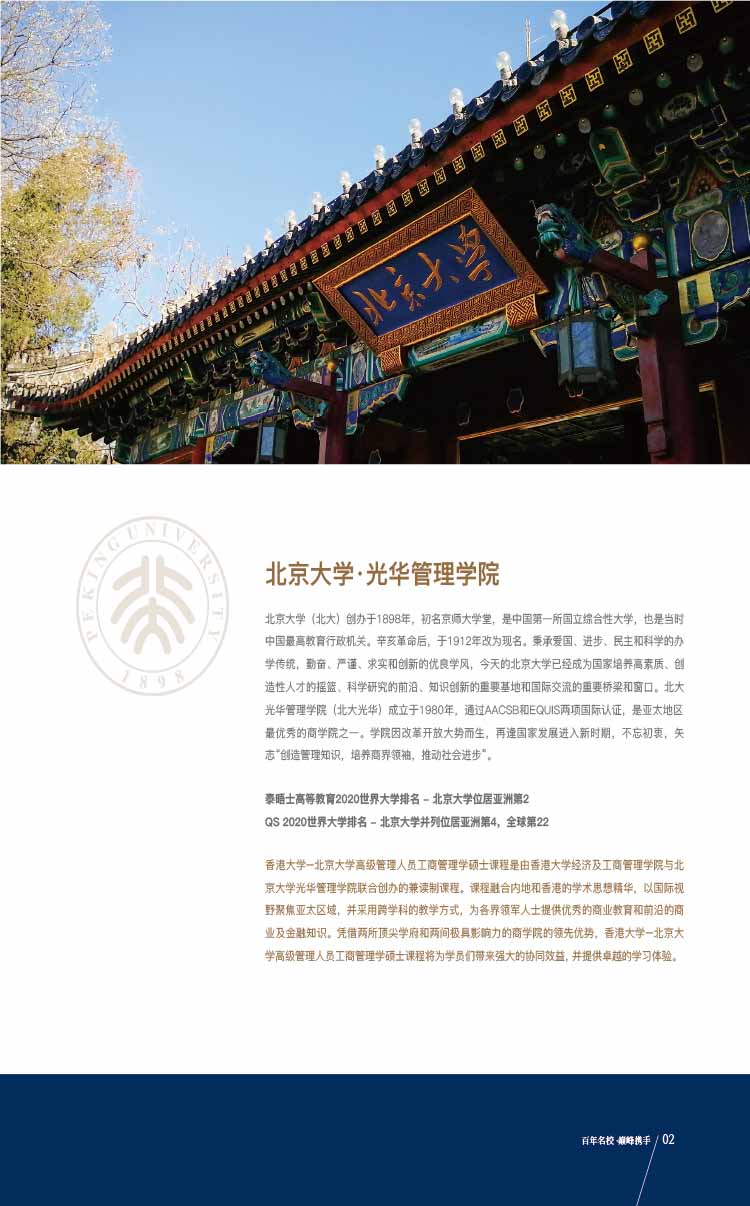 北京大学
PEKING UNIVERSITY
1898
北京大学·光华管理学院
北京大学（北大）创办于1898年，初名京师大学堂，是中国第一所国立综合性大学，也是当时
中国最高教育行政机关。辛亥革命后，于1912年改为现名。秉承爱国、进步、民主和科学的办
学传统，勤奋、严谨、求实和创新的优良学风，今天的北京大学已经成为国家培养高素质、创
造性人才的摇篮、科学研究的前沿、知识创新的重要基地和国际交流的重要桥梁和窗口。北大
光华管理学院（北大光华）成立于1980年，通过AACSB和EQUIS两项国际认证，是亚太地区
最优秀的商学院之一。学院因改革开放大势而生，再逢国家发展进入新时期，不忘初衷，矢
志“创造管理知识，培养商界领袖，推动社会进步”。
泰晤士高等教育2020世界大学排名 – 北京大学位居亚洲第2
QS 2020世界大学排名 – 北京大学并列位居亚洲第4，全球第22
香港大学–北京大学高级管理人员工商管理学硕士课程是由香港大学经济及工商管理学院与北
京大学光华管理学院联合创办的兼读制课程。课程融合内地和香港的学术思想精华，以国际视
野聚焦亚太区域，并采用跨学科的教学方式，为各界领军人士提供优秀的商业教育和前沿的商
业及金融知识。凭借两所顶尖学府和两间极具影响力的商学院的领先优势，香港大学–北京大
学高级管理人员工商管理学硕士课程将为学员们带来强大的协同效益，并提供卓越的学习体验。
百年名校·巅峰携手 / 02